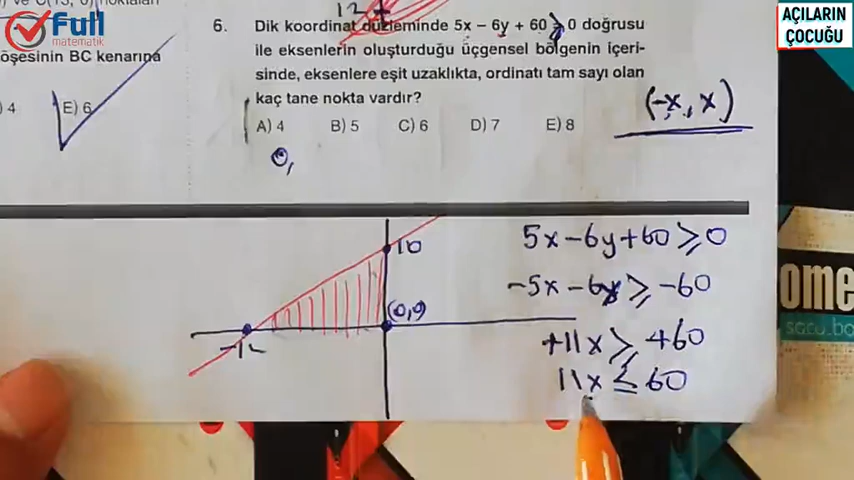 Full
matematik
AÇILARIN
ÇOCUĞU
öşesinin BC kenarına
) 4
E) 6
12
6. Dik koordinat düzleminde 5x − 6y + 60 ≥ 0 doğrusu
ile eksenlerin oluşturduğu üçgensel bölgenin içeri-
sinde, eksenlere eşit uzaklıkta, ordinatı tam sayı olan
kaç tane nokta vardır?
A) 4 B) 5 C) 6 D) 7 E) 8
(-x, x)
0,
10
(0,0)
-12
5x-6y+60 ≥ 0
-5x-6x ≥ -60
+11x ≥ +60
11x ≤ 60
ome